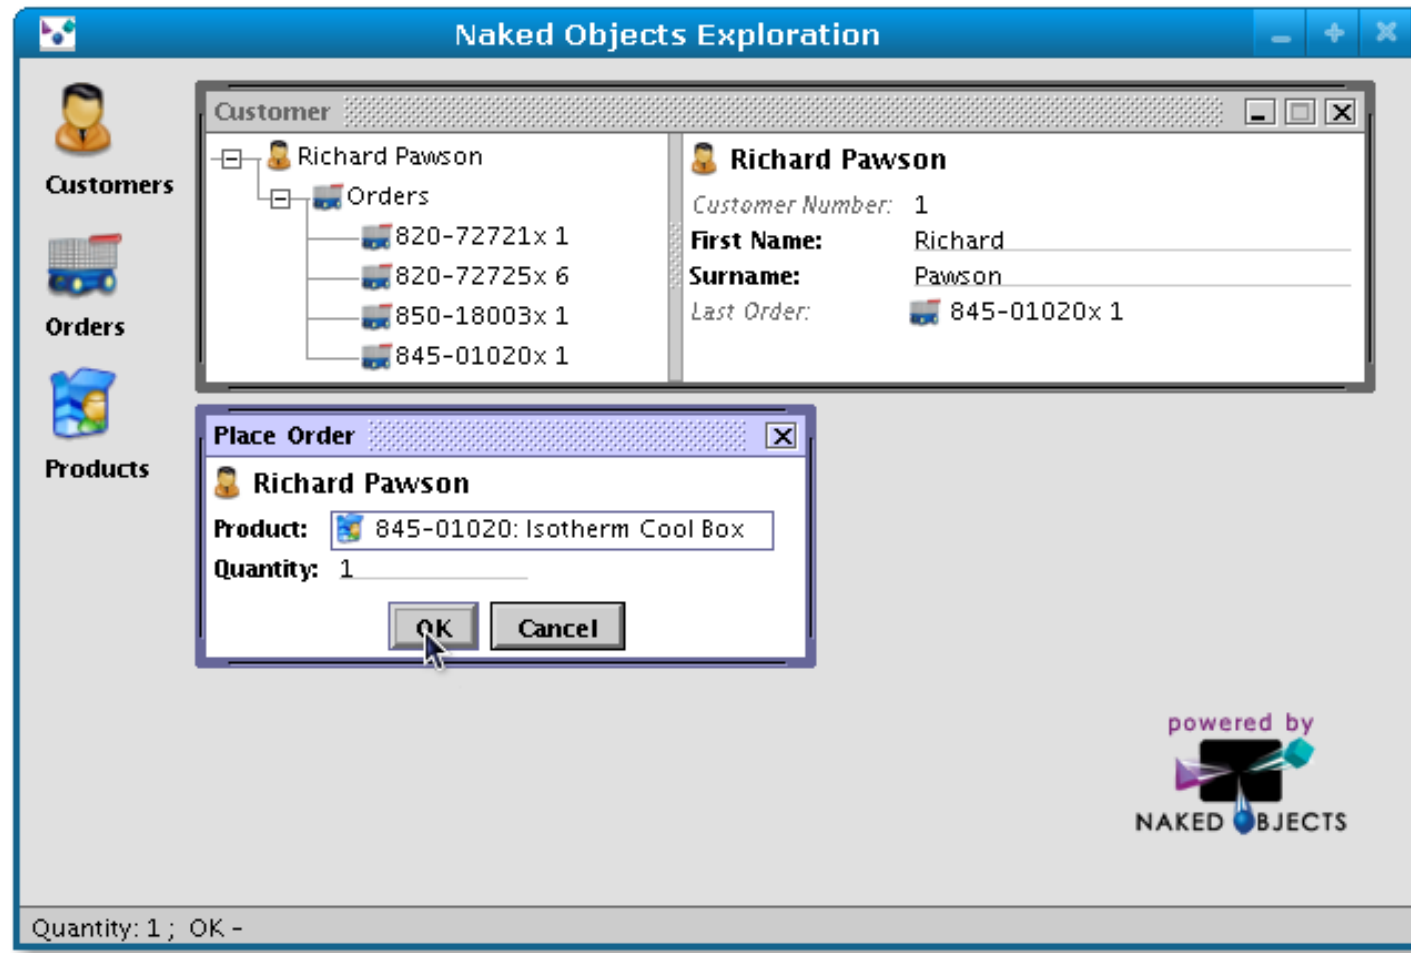 Naked Objects Exploration
Customers
Orders
Products
Customer
Richard Pawson
Orders
820-72721x 1
820-72725x 6
850-18003x 1
845-01020x 1
Richard Pawson
Customer Number: 1
First Name: Richard
Surname: Pawson
Last Order: 845-01020x 1
Place Order
Richard Pawson
Product: 845-01020: Isotherm Cool Box
Quantity: 1
OK Cancel
powered by
NAKED OBJECTS
Quantity: 1 ; OK -